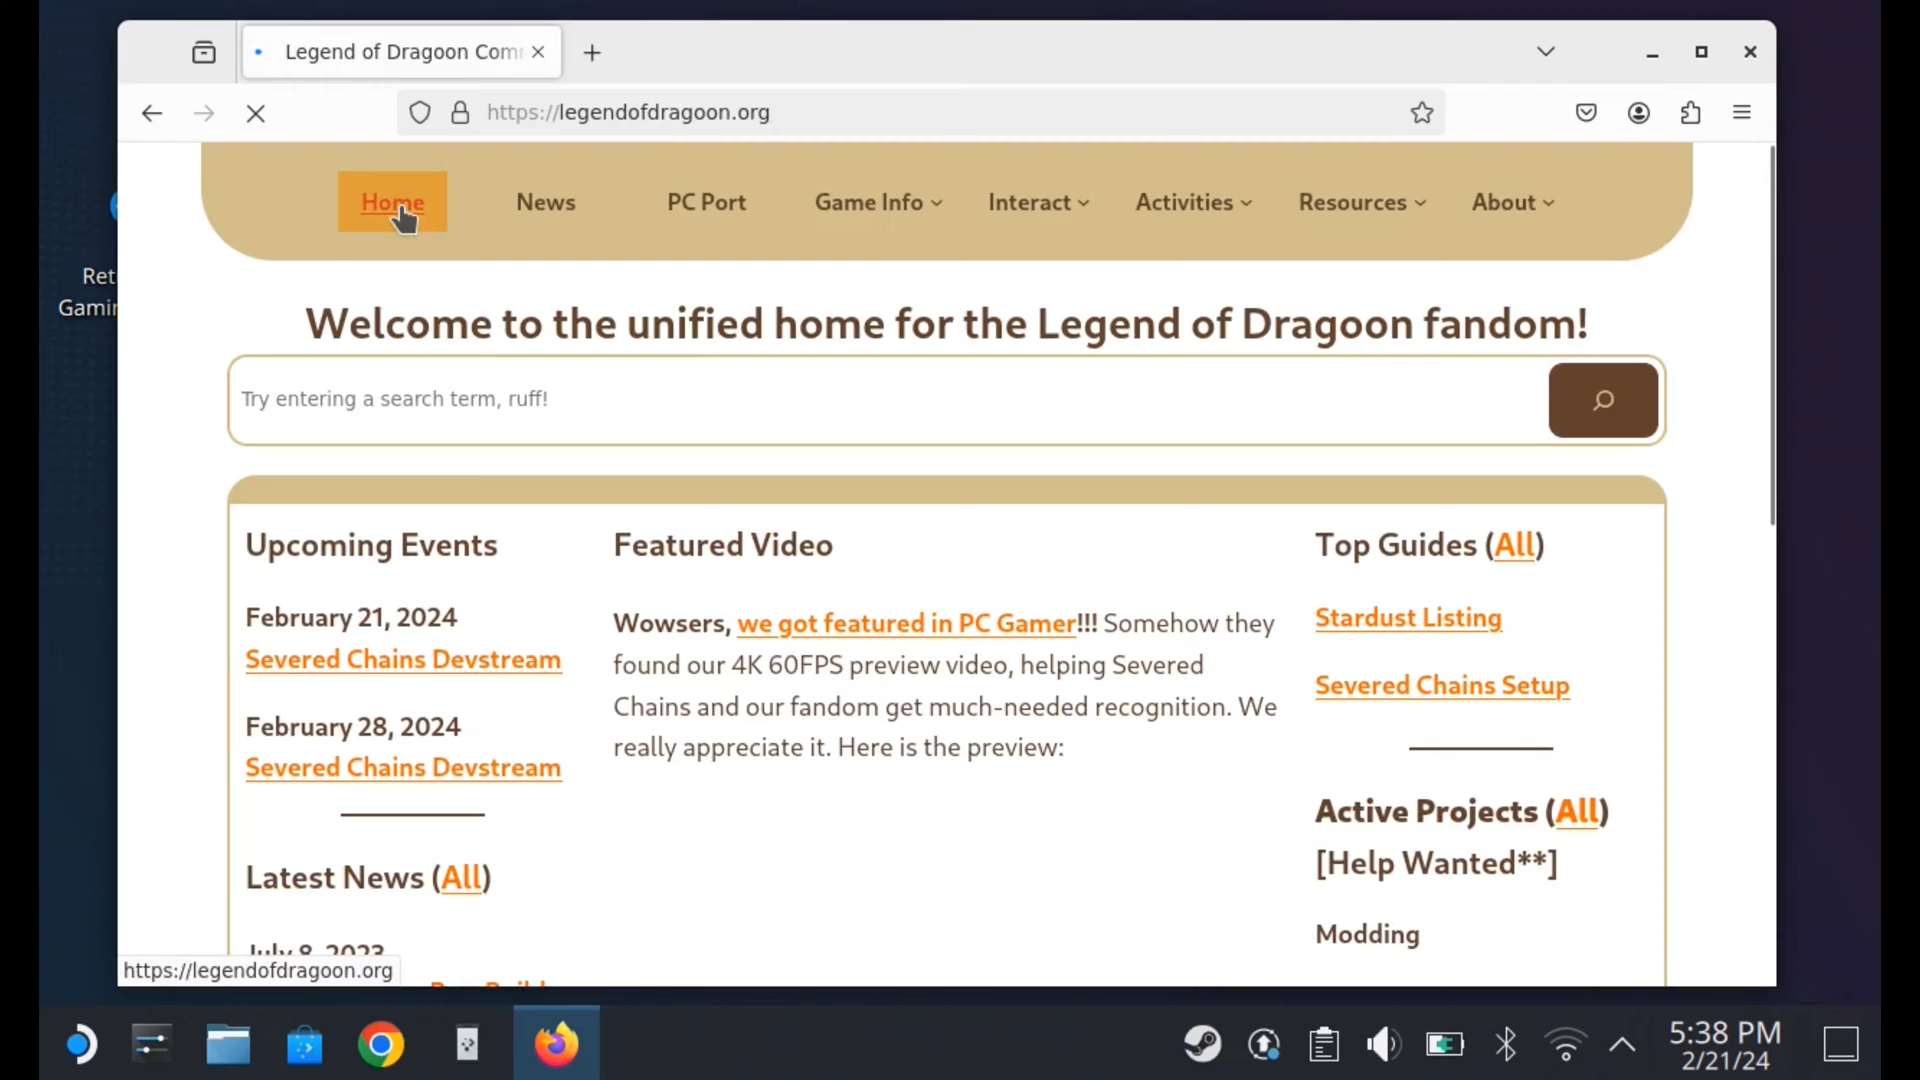 Legend of Dragoon Com
https://legendofdragoon.org
Home
News
PC Port
Game Info
Interact
Activities
Resources
About
Ret
Gamin
Welcome to the unified home for the Legend of Dragoon fandom!
Try entering a search term, ruff!
Upcoming Events
February 21, 2024
Severed Chains Devstream
February 28, 2024
Severed Chains Devstream
Latest News (All)
July 8, 2023
Featured Video
Wowsers, we got featured in PC Gamer!!! Somehow they
found our 4K 60FPS preview video, helping Severed
Chains and our fandom get much-needed recognition. We
really appreciate it. Here is the preview:
Top Guides (All)
Stardust Listing
Severed Chains Setup
Active Projects (All)
[Help Wanted**]
Modding
https://legendofdragoon.org
5:38 PM
2/21/24